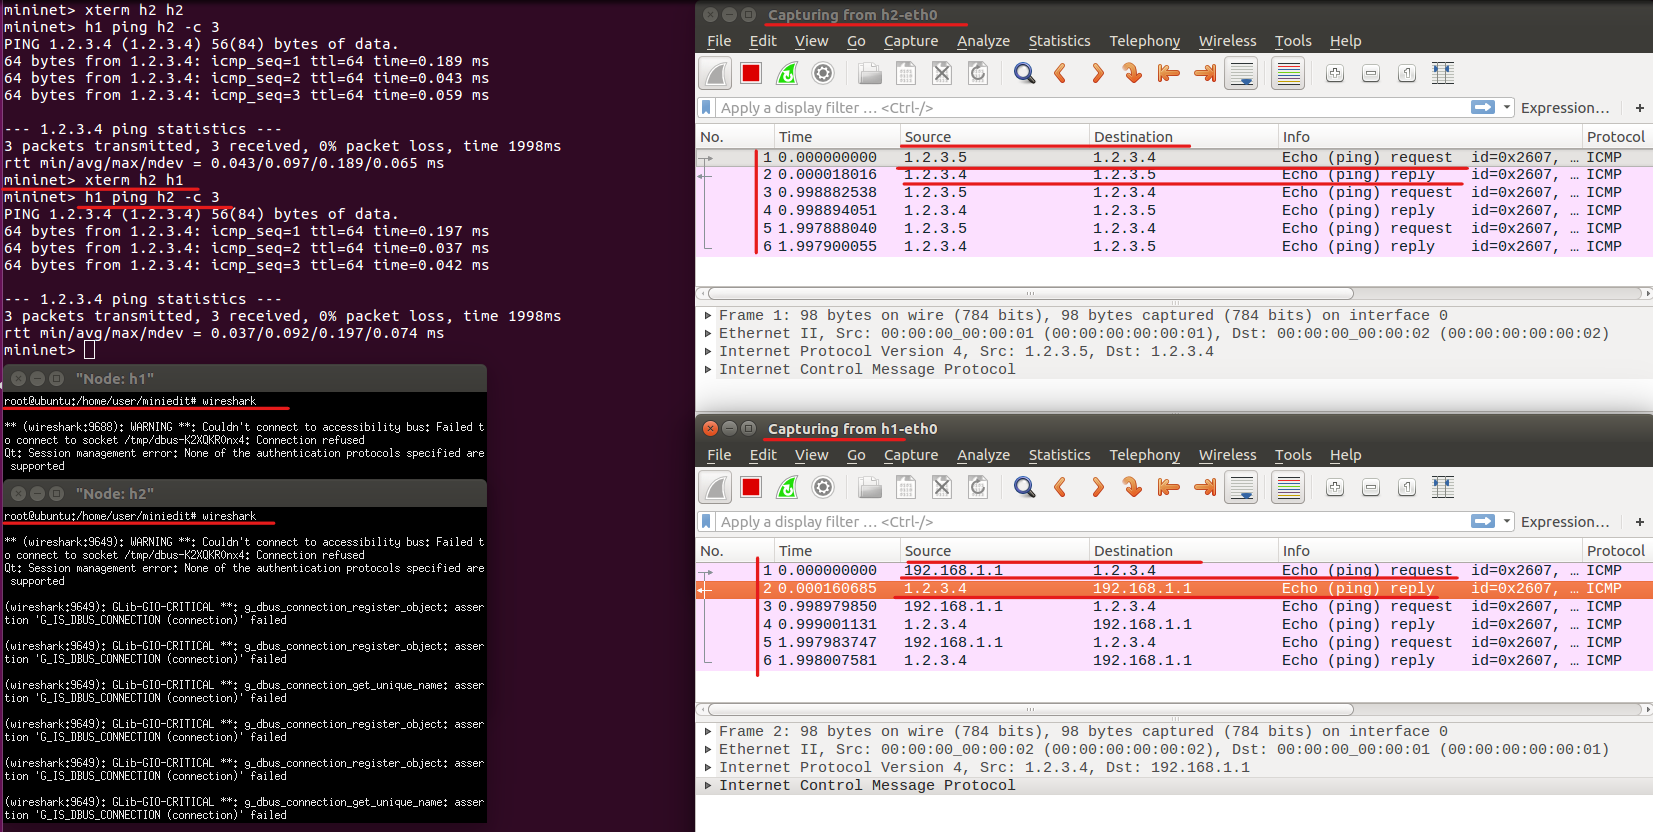 mininet> xterm h2 h2
mininet> h1 ping h2 -c 3
PING 1.2.3.4 (1.2.3.4) 56(84) bytes of data.
64 bytes from 1.2.3.4: icmp_seq=1 ttl=64 time=0.189 ms
64 bytes from 1.2.3.4: icmp_seq=2 ttl=64 time=0.043 ms
64 bytes from 1.2.3.4: icmp_seq=3 ttl=64 time=0.059 ms
--- 1.2.3.4 ping statistics ---
3 packets transmitted, 3 received, 0% packet loss, time 1998ms
rtt min/avg/max/mdev = 0.043/0.097/0.189/0.065 ms
mininet> xterm h2 h1
mininet> h1 ping h2 -c 3
PING 1.2.3.4 (1.2.3.4) 56(84) bytes of data.
64 bytes from 1.2.3.4: icmp_seq=1 ttl=64 time=0.197 ms
64 bytes from 1.2.3.4: icmp_seq=2 ttl=64 time=0.037 ms
64 bytes from 1.2.3.4: icmp_seq=3 ttl=64 time=0.042 ms
--- 1.2.3.4 ping statistics ---
3 packets transmitted, 3 received, 0% packet loss, time 1998ms
rtt min/avg/max/mdev = 0.037/0.092/0.197/0.074 ms
mininet>
"Node: h1"
root@ubuntu:/home/user/miniedit# wireshark
** (wireshark:9688): WARNING **: Couldn't connect to accessibility bus: Failed t
o connect to socket /tmp/dbus-K2XQKR0nx4: Connection refused
Qt: Session management error: None of the authentication protocols specified are
supported
"Node: h2"
root@ubuntu:/home/user/miniedit# wireshark
** (wireshark:9649): WARNING **: Couldn't connect to accessibility bus: Failed t
o connect to socket /tmp/dbus-K2XQKR0nx4: Connection refused
Qt: Session management error: None of the authentication protocols specified are
supported
(wireshark:9649): GLib-GIO-CRITICAL **: g_dbus_connection_register_object: asser
tion 'G_IS_DBUS_CONNECTION (connection)' failed
(wireshark:9649): GLib-GIO-CRITICAL **: g_dbus_connection_register_object: asser
tion 'G_IS_DBUS_CONNECTION (connection)' failed
(wireshark:9649): GLib-GIO-CRITICAL **: g_dbus_connection_get_unique_name: asser
tion 'G_IS_DBUS_CONNECTION (connection)' failed
(wireshark:9649): GLib-GIO-CRITICAL **: g_dbus_connection_register_object: asser
tion 'G_IS_DBUS_CONNECTION (connection)' failed
(wireshark:9649): GLib-GIO-CRITICAL **: g_dbus_connection_register_object: asser
tion 'G_IS_DBUS_CONNECTION (connection)' failed
(wireshark:9649): GLib-GIO-CRITICAL **: g_dbus_connection_get_unique_name: asser
tion 'G_IS_DBUS_CONNECTION (connection)' failed
Capturing from h2-eth0
File Edit View Go Capture Analyze Statistics Telephony Wireless Tools Help
Apply a display filter ... <Ctrl-/> Expression... +
No. Time Source Destination Info Protocol
1 0.000000000 1.2.3.5 1.2.3.4 Echo (ping) request id=0x2607, … ICMP
2 0.000018016 1.2.3.4 1.2.3.5 Echo (ping) reply id=0x2607, … ICMP
3 0.998882538 1.2.3.5 1.2.3.4 Echo (ping) request id=0x2607, … ICMP
4 0.998894051 1.2.3.4 1.2.3.5 Echo (ping) reply id=0x2607, … ICMP
5 1.997888040 1.2.3.5 1.2.3.4 Echo (ping) request id=0x2607, … ICMP
6 1.997900055 1.2.3.4 1.2.3.5 Echo (ping) reply id=0x2607, … ICMP
Frame 1: 98 bytes on wire (784 bits), 98 bytes captured (784 bits) on interface 0
Ethernet II, Src: 00:00:00_00:00:01 (00:00:00:00:00:01), Dst: 00:00:00_00:00:02 (00:00:00:00:00:02)
Internet Protocol Version 4, Src: 1.2.3.5, Dst: 1.2.3.4
Internet Control Message Protocol
Capturing from h1-eth0
File Edit View Go Capture Analyze Statistics Telephony Wireless Tools Help
Apply a display filter ... <Ctrl-/> Expression... +
No. Time Source Destination Info Protocol
1 0.000000000 192.168.1.1 1.2.3.4 Echo (ping) request id=0x2607, … ICMP
2 0.000160685 1.2.3.4 192.168.1.1 Echo (ping) reply id=0x2607, … ICMP
3 0.998979850 192.168.1.1 1.2.3.4 Echo (ping) request id=0x2607, … ICMP
4 0.999001131 1.2.3.4 192.168.1.1 Echo (ping) reply id=0x2607, … ICMP
5 1.997983747 192.168.1.1 1.2.3.4 Echo (ping) request id=0x2607, … ICMP
6 1.998007581 1.2.3.4 192.168.1.1 Echo (ping) reply id=0x2607, … ICMP
Frame 2: 98 bytes on wire (784 bits), 98 bytes captured (784 bits) on interface 0
Ethernet II, Src: 00:00:00_00:00:02 (00:00:00:00:00:02), Dst: 00:00:00_00:00:01 (00:00:00:00:00:01)
Internet Protocol Version 4, Src: 1.2.3.4, Dst: 192.168.1.1
Internet Control Message Protocol